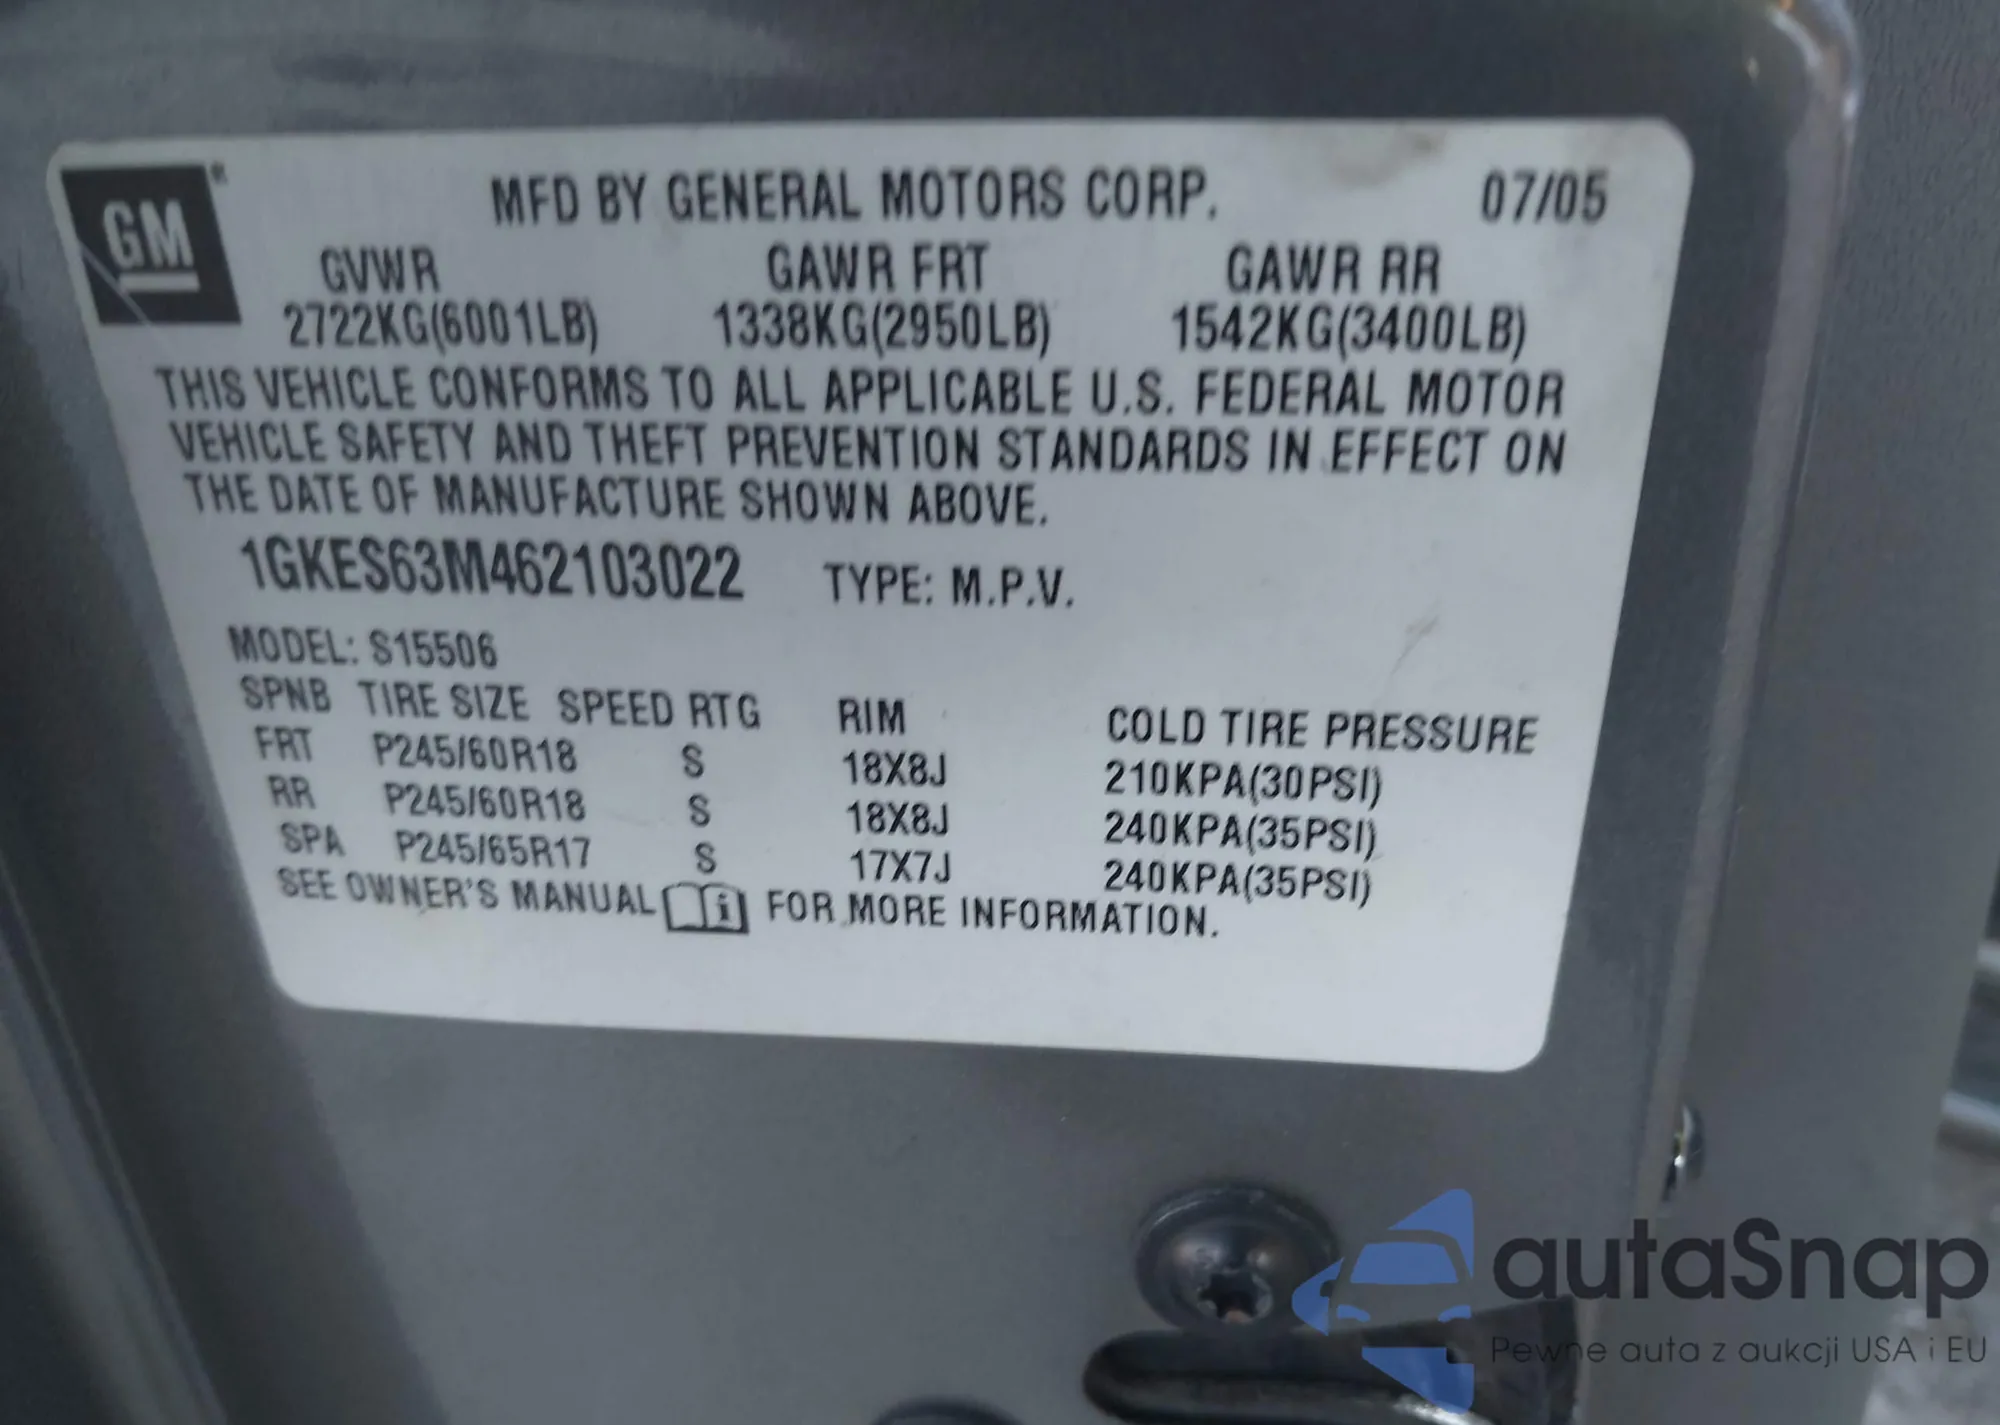 GM
MFD BY GENERAL MOTORS CORP. 07/05
GVWR GAWR FRT GAWR RR
2722KG(6001LB) 1338KG(2950LB) 1542KG(3400LB)
THIS VEHICLE CONFORMS TO ALL APPLICABLE U.S. FEDERAL MOTOR
VEHICLE SAFETY AND THEFT PREVENTION STANDARDS IN EFFECT ON
THE DATE OF MANUFACTURE SHOWN ABOVE.
1GKES63M462103022 TYPE: M.P.V.
MODEL: S15506
SPNB TIRE SIZE SPEED RTG RIM COLD TIRE PRESSURE
FRT P245/60R18 S 18X8J 210KPA(30PSI)
RR P245/60R18 S 18X8J 240KPA(35PSI)
SPA P245/65R17 S 17X7J 240KPA(35PSI)
SEE OWNER'S MANUAL i FOR MORE INFORMATION.
autaSnap
Pewne auta z aukcji USA i EU